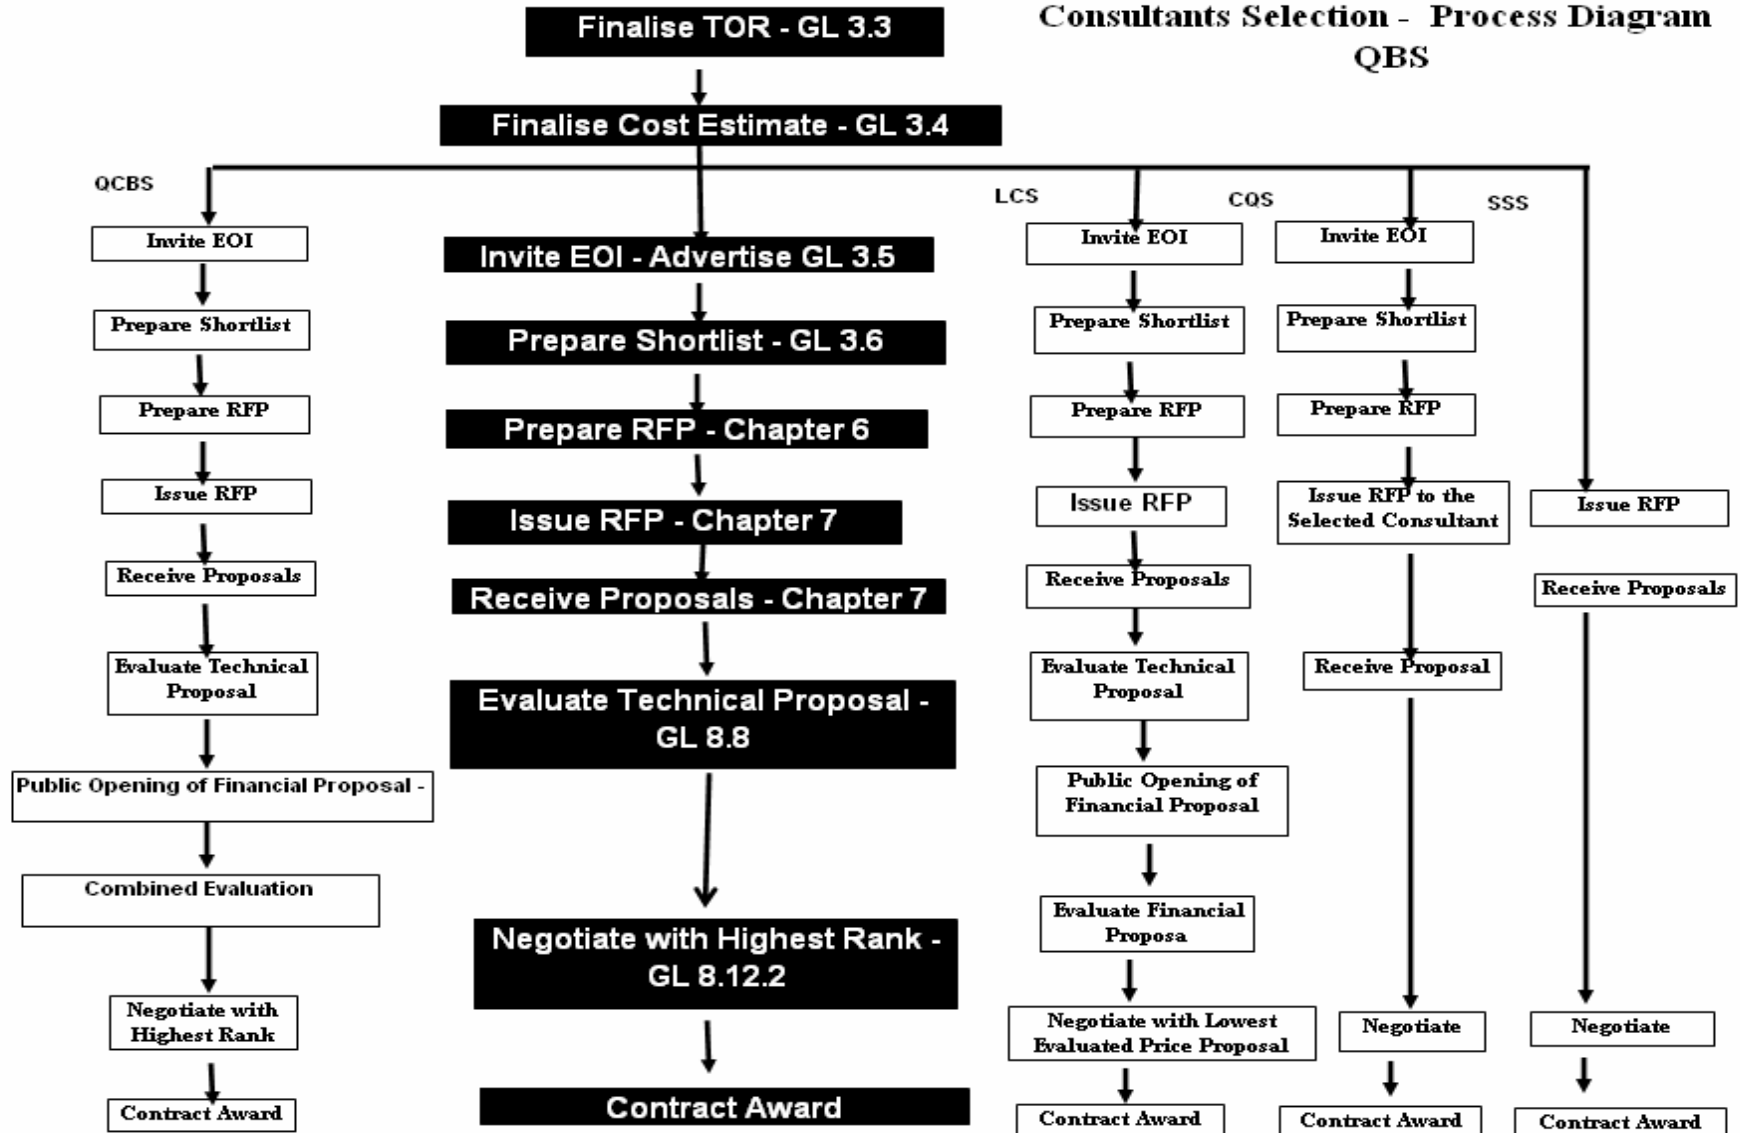 Consultants Selection - Process Diagram
QBS
Finalise TOR - GL 3.3
Finalise Cost Estimate - GL 3.4
QCBS
Invite EOI
Prepare Shortlist
Prepare RFP
Issue RFP
Receive Proposals
Evaluate Technical
Proposal
Public Opening of Financial Proposal -
Combined Evaluation
Negotiate with
Highest Rank
Contract Award
Invite EOI - Advertise GL 3.5
Prepare Shortlist - GL 3.6
Prepare RFP - Chapter 6
Issue RFP - Chapter 7
Receive Proposals - Chapter 7
Evaluate Technical Proposal -
GL 8.8
Negotiate with Highest Rank -
GL 8.12.2
Contract Award
LCS
Invite EOI
Prepare Shortlist
Prepare RFP
Issue RFP
Receive Proposals
Evaluate Technical
Proposal
Public Opening of
Financial Proposal
Evaluate Financial
Proposa
Negotiate with Lowest
Evaluated Price Proposal
Contract Award
CQS
Invite EOI
Prepare Shortlist
Prepare RFP
Issue RFP to the
Selected Consultant
Receive Proposal
Negotiate
Contract Award
SSS
Issue RFP
Receive Proposals
Negotiate
Contract Award